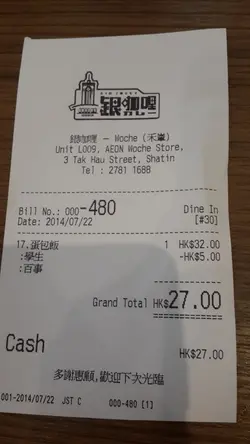 銀咖喱
銀咖喱 - Woche (禾輋)
Unit L009, AEON Woche Store,
3 Tak Hau Street, Shatin
Tel : 2781 1688
Bill No.: 000-480 Dine In
Date: 2014/07/22 [#30]
17.蛋包飯 1 HK$32.00
:學生 -HK$5.00
:百事
Grand Total HK$27.00
Cash HK$27.00
多謝惠顧,歡迎下次光臨
001-2014/07/22 JST C 000-480 [1]